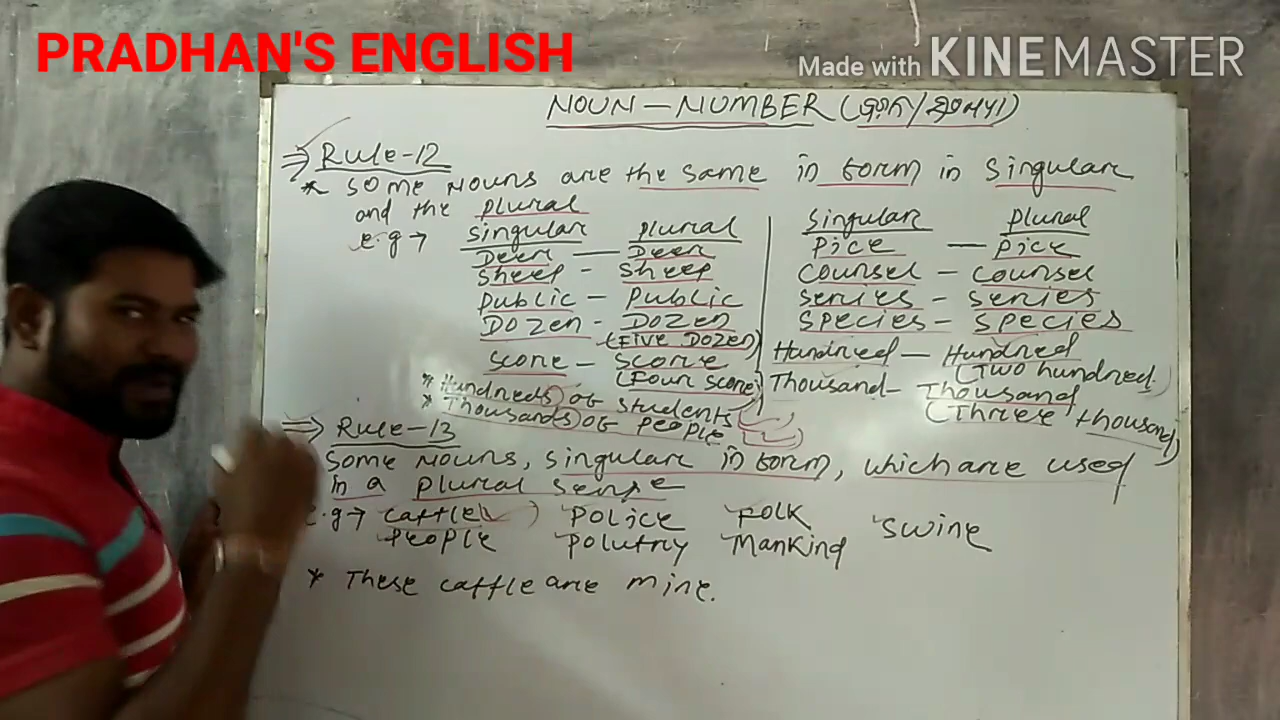 PRADHAN'S ENGLISH
Made with KINEMASTER
NOUN - NUMBER
⇒ Rule-12
* Some nouns are the same in form in singular
and the plural
e.g → singular plural
Deer — Deer
sheep - sheep
public - public
Dozen - Dozen
(Five Dozen)
score - score
(Four score)
singular plural
pice — pice
counsel - counsel
series - series
species - species
Hundred — Hundred
(Two hundred)
Thousand - Thousand
(Three thousand)
* Hundreds of students
* Thousands of people
⇒ Rule-13
Some nouns, singular in form, which are used
in a plural sense
e.g → cattle police Folk swine
people polutry Mankind
* These cattle are mine.